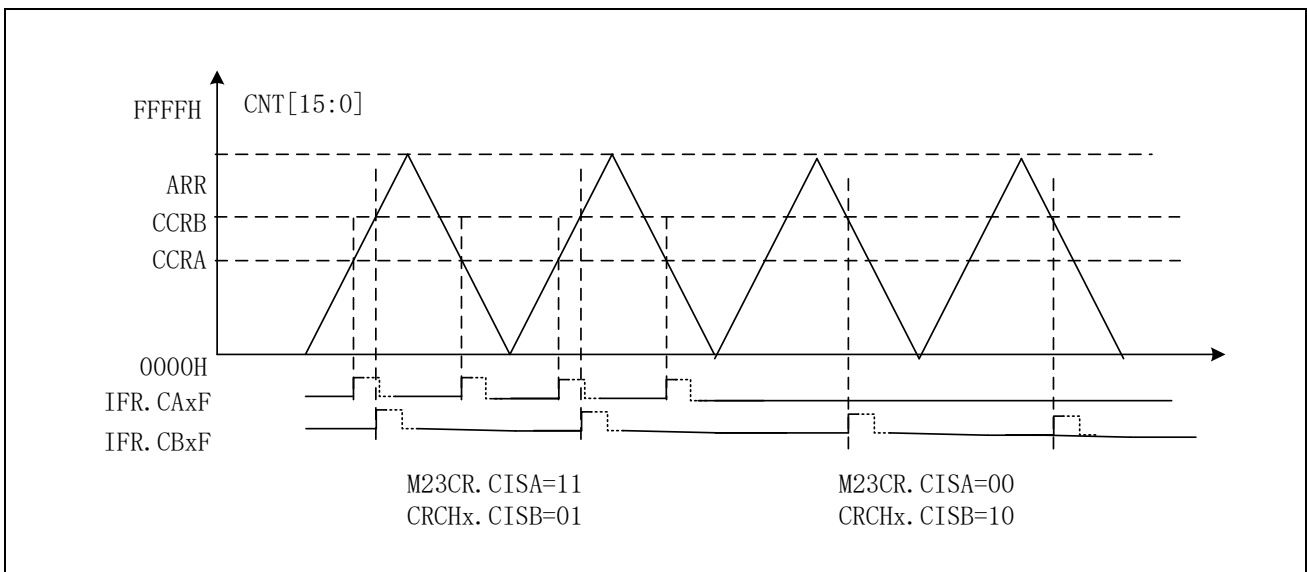 CNT[15:0]
FFFFH
ARR
CCRB
CCRA
0000H
IFR. CAxF
IFR. CBxF
M23CR. CISA=11
CRCHx. CISB=01
M23CR. CISA=00
CRCHx. CISB=10